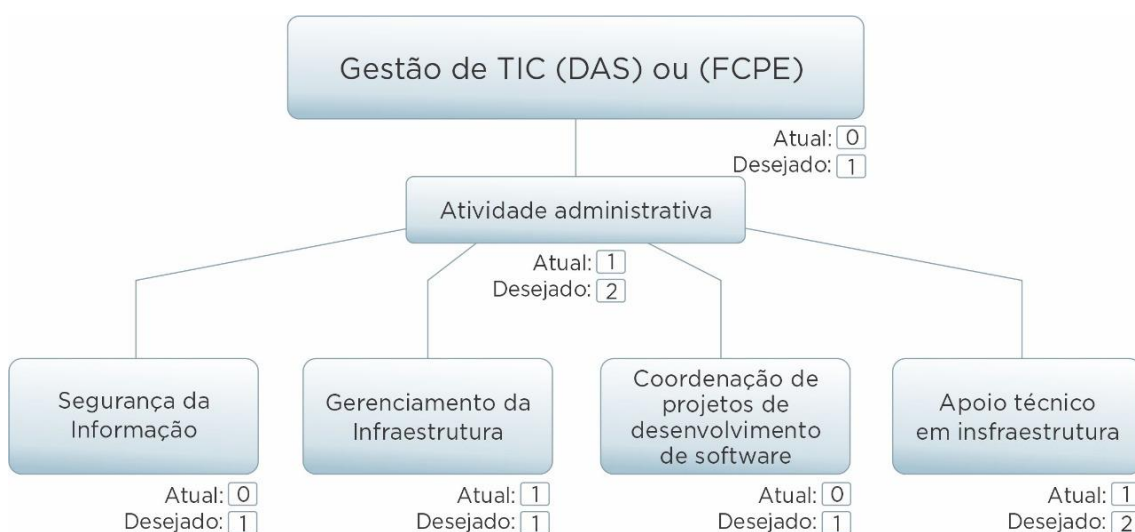 Gestão de TIC (DAS) ou (FCPE)
Atual: 0
Desejado: 1
Atividade administrativa
Atual: 1
Desejado: 2
Segurança da
Informação
Atual: 0
Desejado: 1
Gerenciamento da
Infraestrutura
Atual: 1
Desejado: 1
Coordenação de
projetos de
desenvolvimento
de software
Atual: 0
Desejado: 1
Apoio técnico
em insfraestrutura
Atual: 1
Desejado: 2